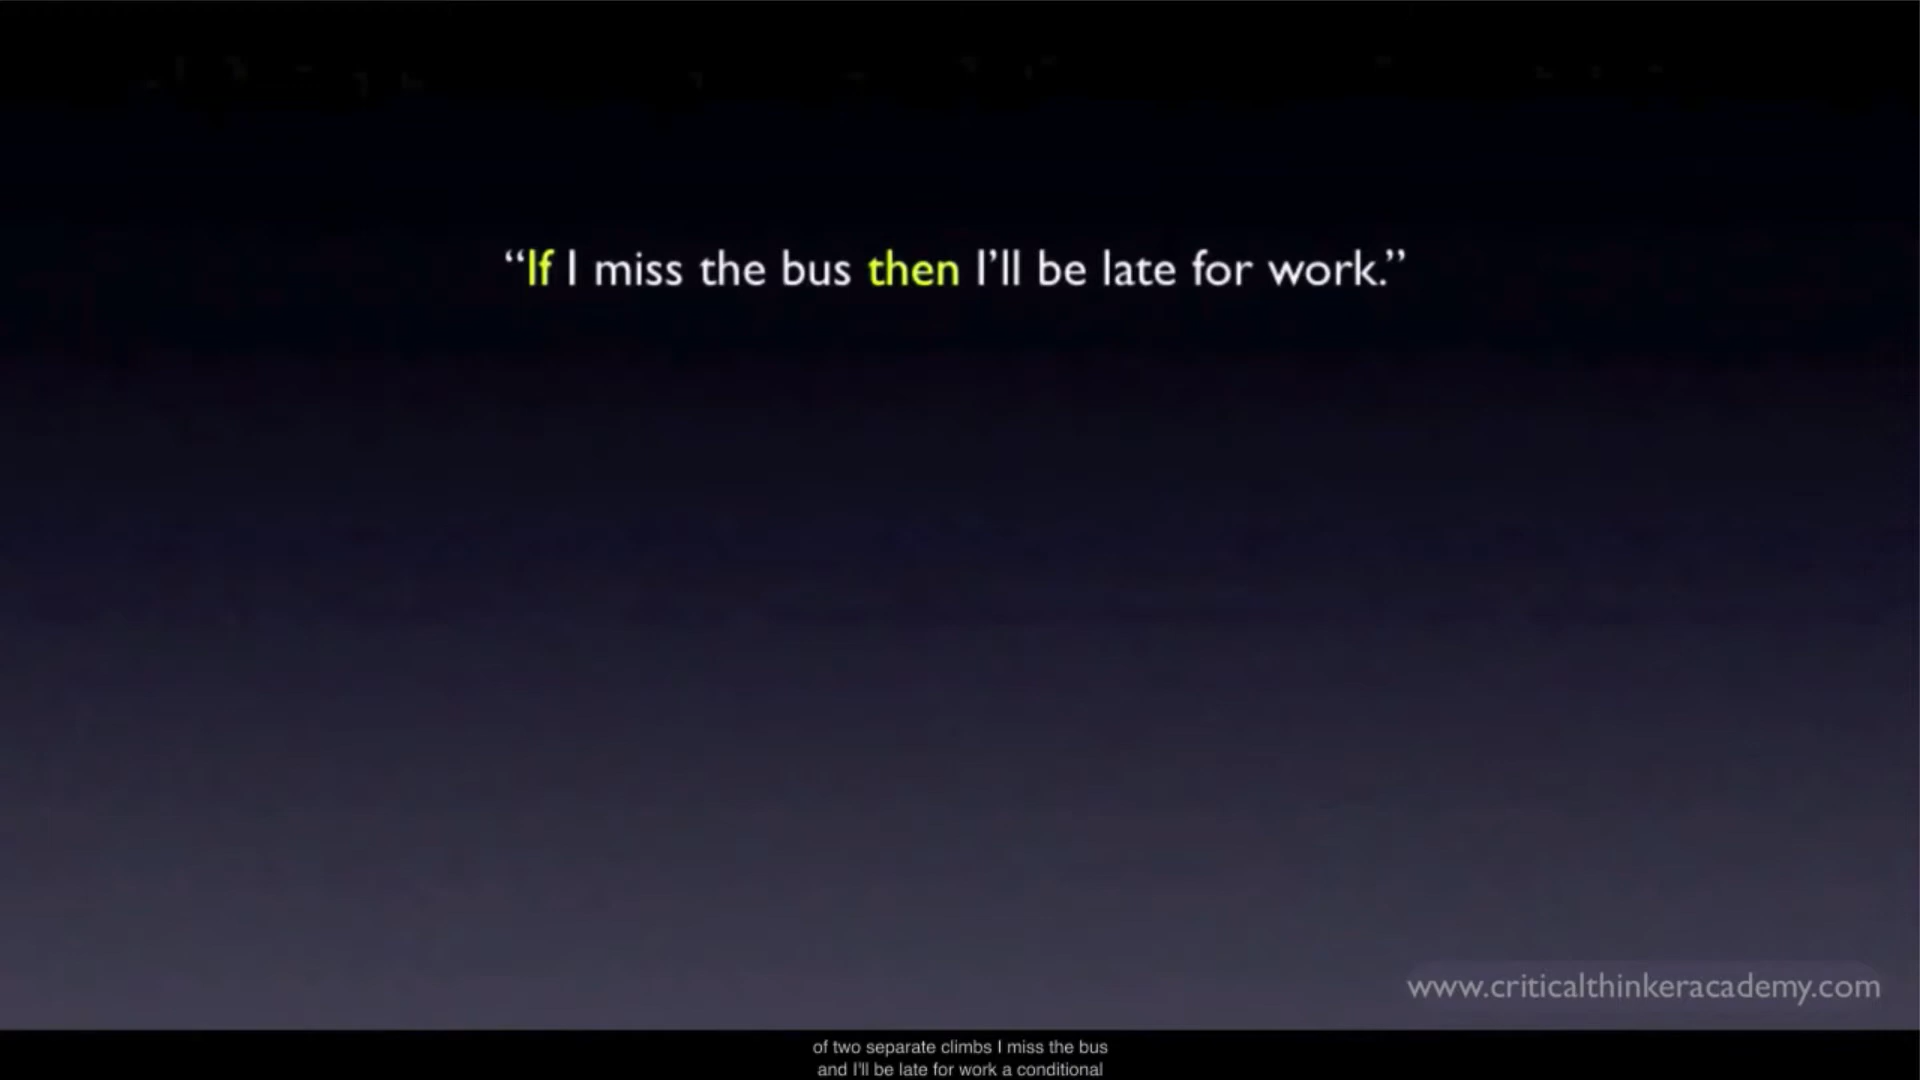 “If I miss the bus then I’ll be late for work.”
www.criticalthinkeracademy.com
of two separate climbs I miss the bus
and I'll be late for work a conditional